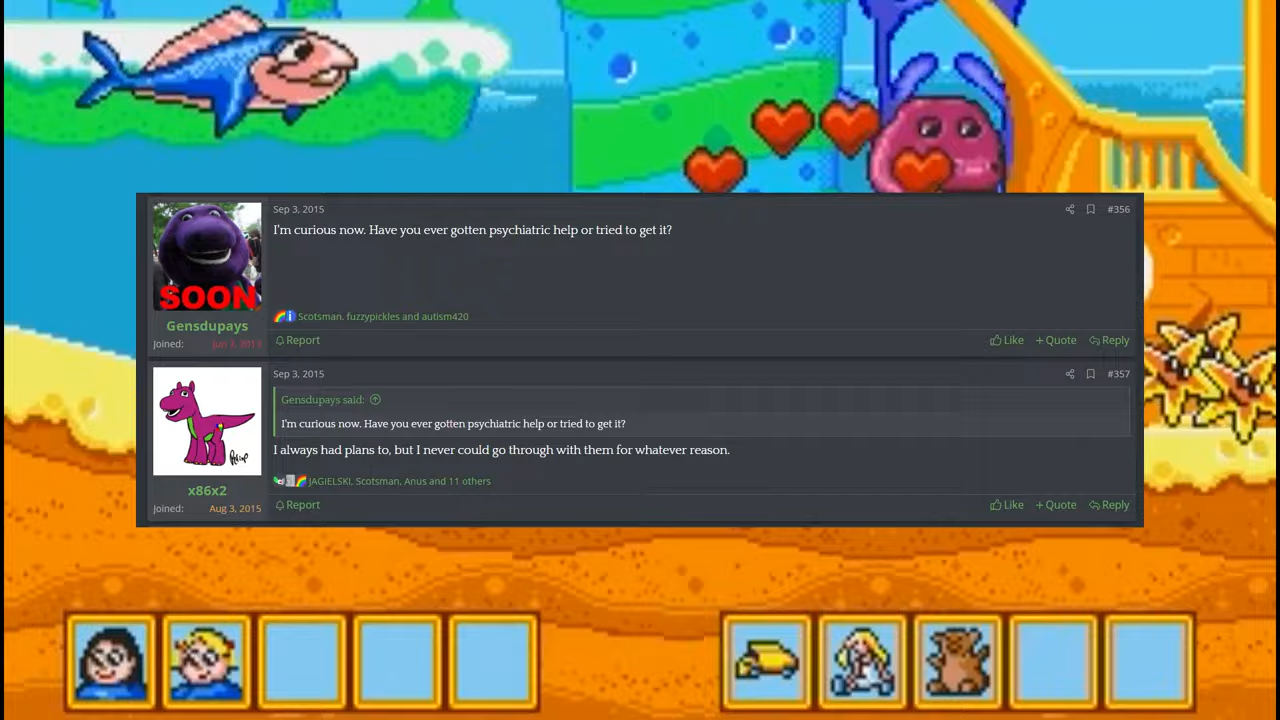 Sep 3, 2015
#356
I'm curious now. Have you ever gotten psychiatric help or tried to get it?
SOON
Scotsman, fuzzypickles and autism420
Gensdupays
Joined: Jun 3, 2013
Report
Like
+ Quote
Reply
Sep 3, 2015
#357
Gensdupays said:
I'm curious now. Have you ever gotten psychiatric help or tried to get it?
I always had plans to, but I never could go through with them for whatever reason.
JAGIELSKI, Scotsman, Anus and 11 others
x86x2
Joined: Aug 3, 2015
Report
Like
+ Quote
Reply